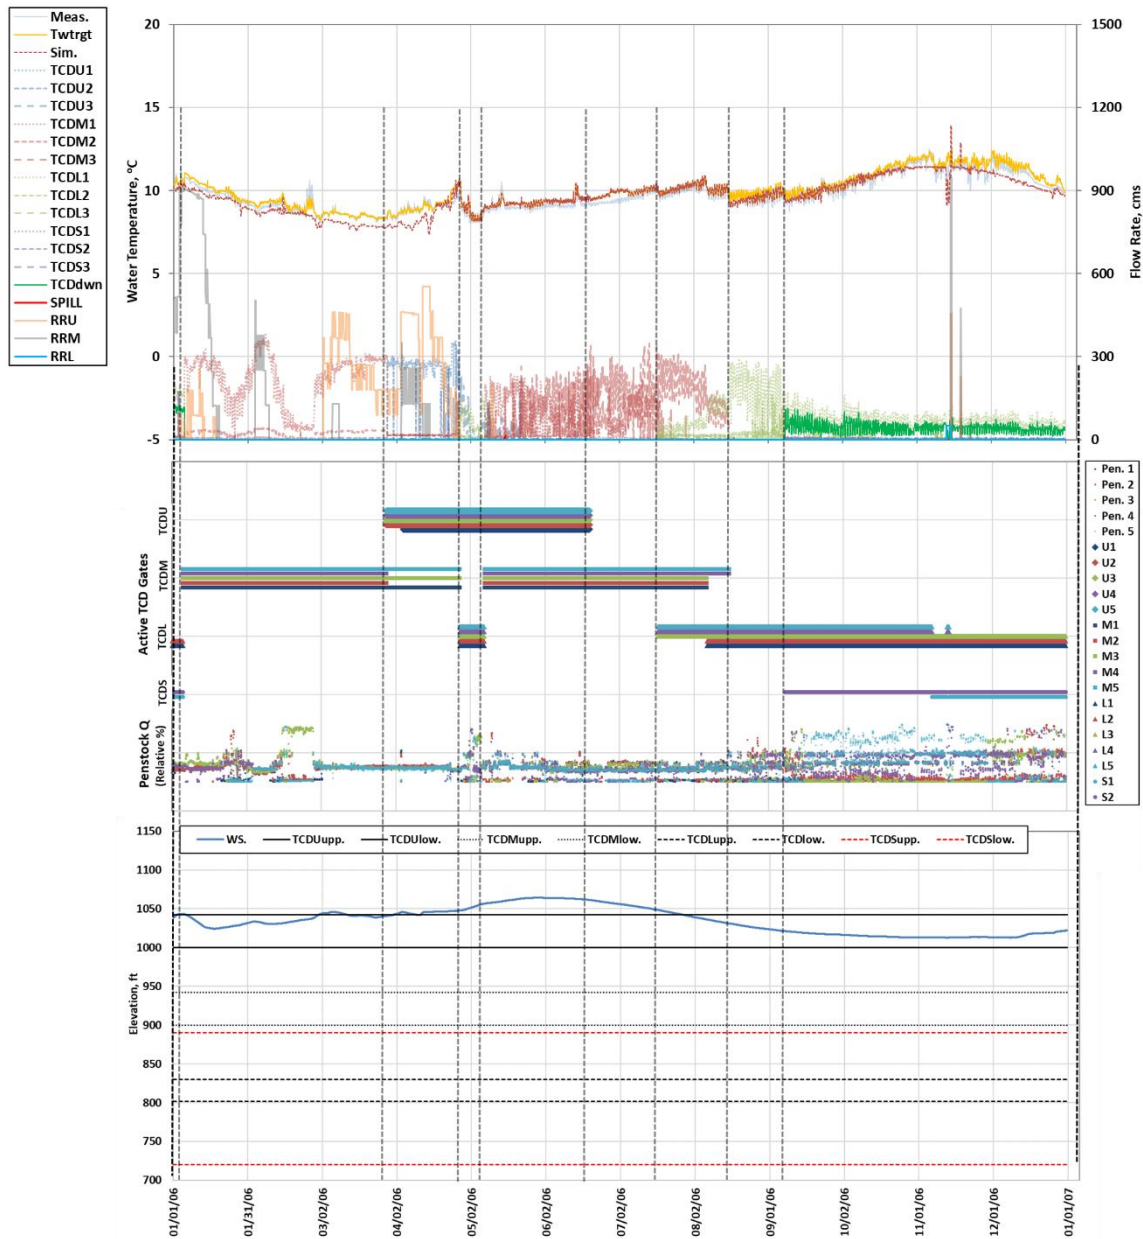 Meas.
Twtrgt
Sim.
TCDU1
TCDU2
TCDU3
TCDM1
TCDM2
TCDM3
TCDL1
TCDL2
TCDL3
TCDS1
TCDS2
TCDS3
TCDdwn
SPILL
RRU
RRM
RRL
Water Temperature, ºC
20
15
10
5
0
-5
1500
1200
900
600
300
0
Flow Rate, cms
Active TCD Gates
TCDU
TCDM
TCDL
TCDS
Penstock Q
(Relative %)
Pen. 1
Pen. 2
Pen. 3
Pen. 4
Pen. 5
U1
U2
U3
U4
U5
M1
M2
M3
M4
M5
L1
L2
L3
L4
L5
S1
S2
Elevation, ft
1150
1100
1050
1000
950
900
850
800
750
700
WS.
TCDUupp.
TCDUlow.
TCDMupp.
TCDMlow.
TCDLupp.
TCDlow.
TCDSupp.
TCDSlow.
01/01/06
01/31/06
03/02/06
04/02/06
05/02/06
06/02/06
07/02/06
08/02/06
09/01/06
10/02/06
11/01/06
12/01/06
01/01/07